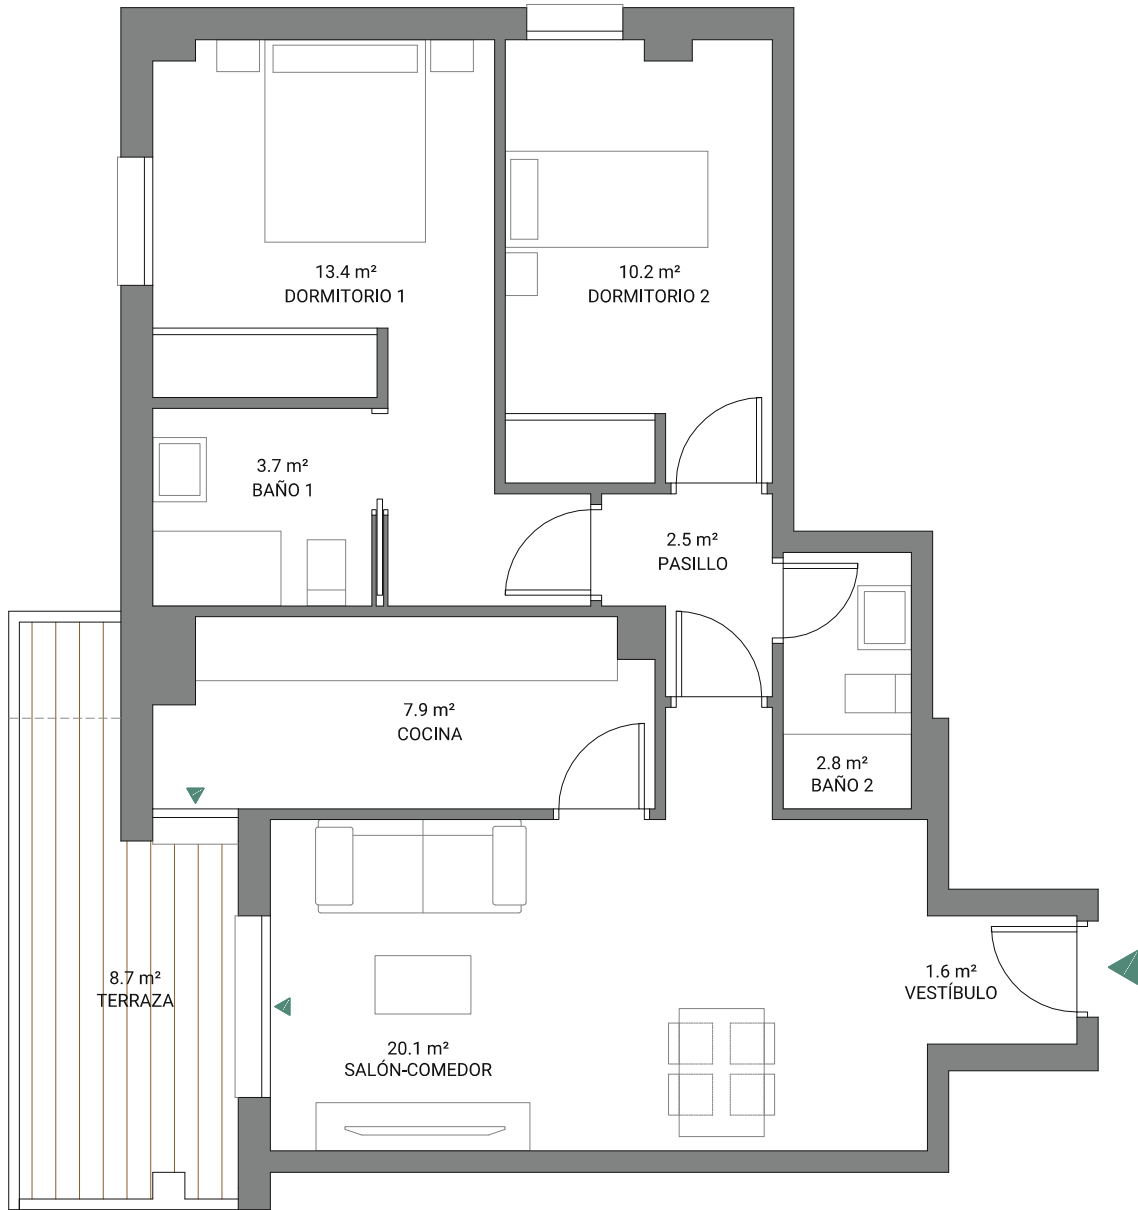 13.4 m²
DORMITORIO 1
10.2 m²
DORMITORIO 2
3.7 m²
BAÑO 1
2.5 m²
PASILLO
7.9 m²
COCINA
2.8 m²
BAÑO 2
8.7 m²
TERRAZA
1.6 m²
VESTÍBULO
20.1 m²
SALÓN-COMEDOR